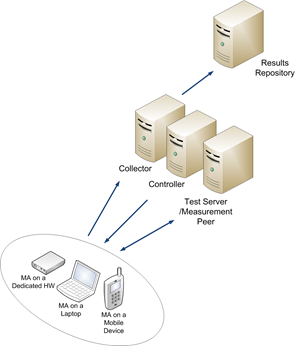 Results
Repository
Collector
Controller
Test Server
/Measurement
Peer
MA on a
Dedicated HW
MA on a
Laptop
MA on a
Mobile
Device